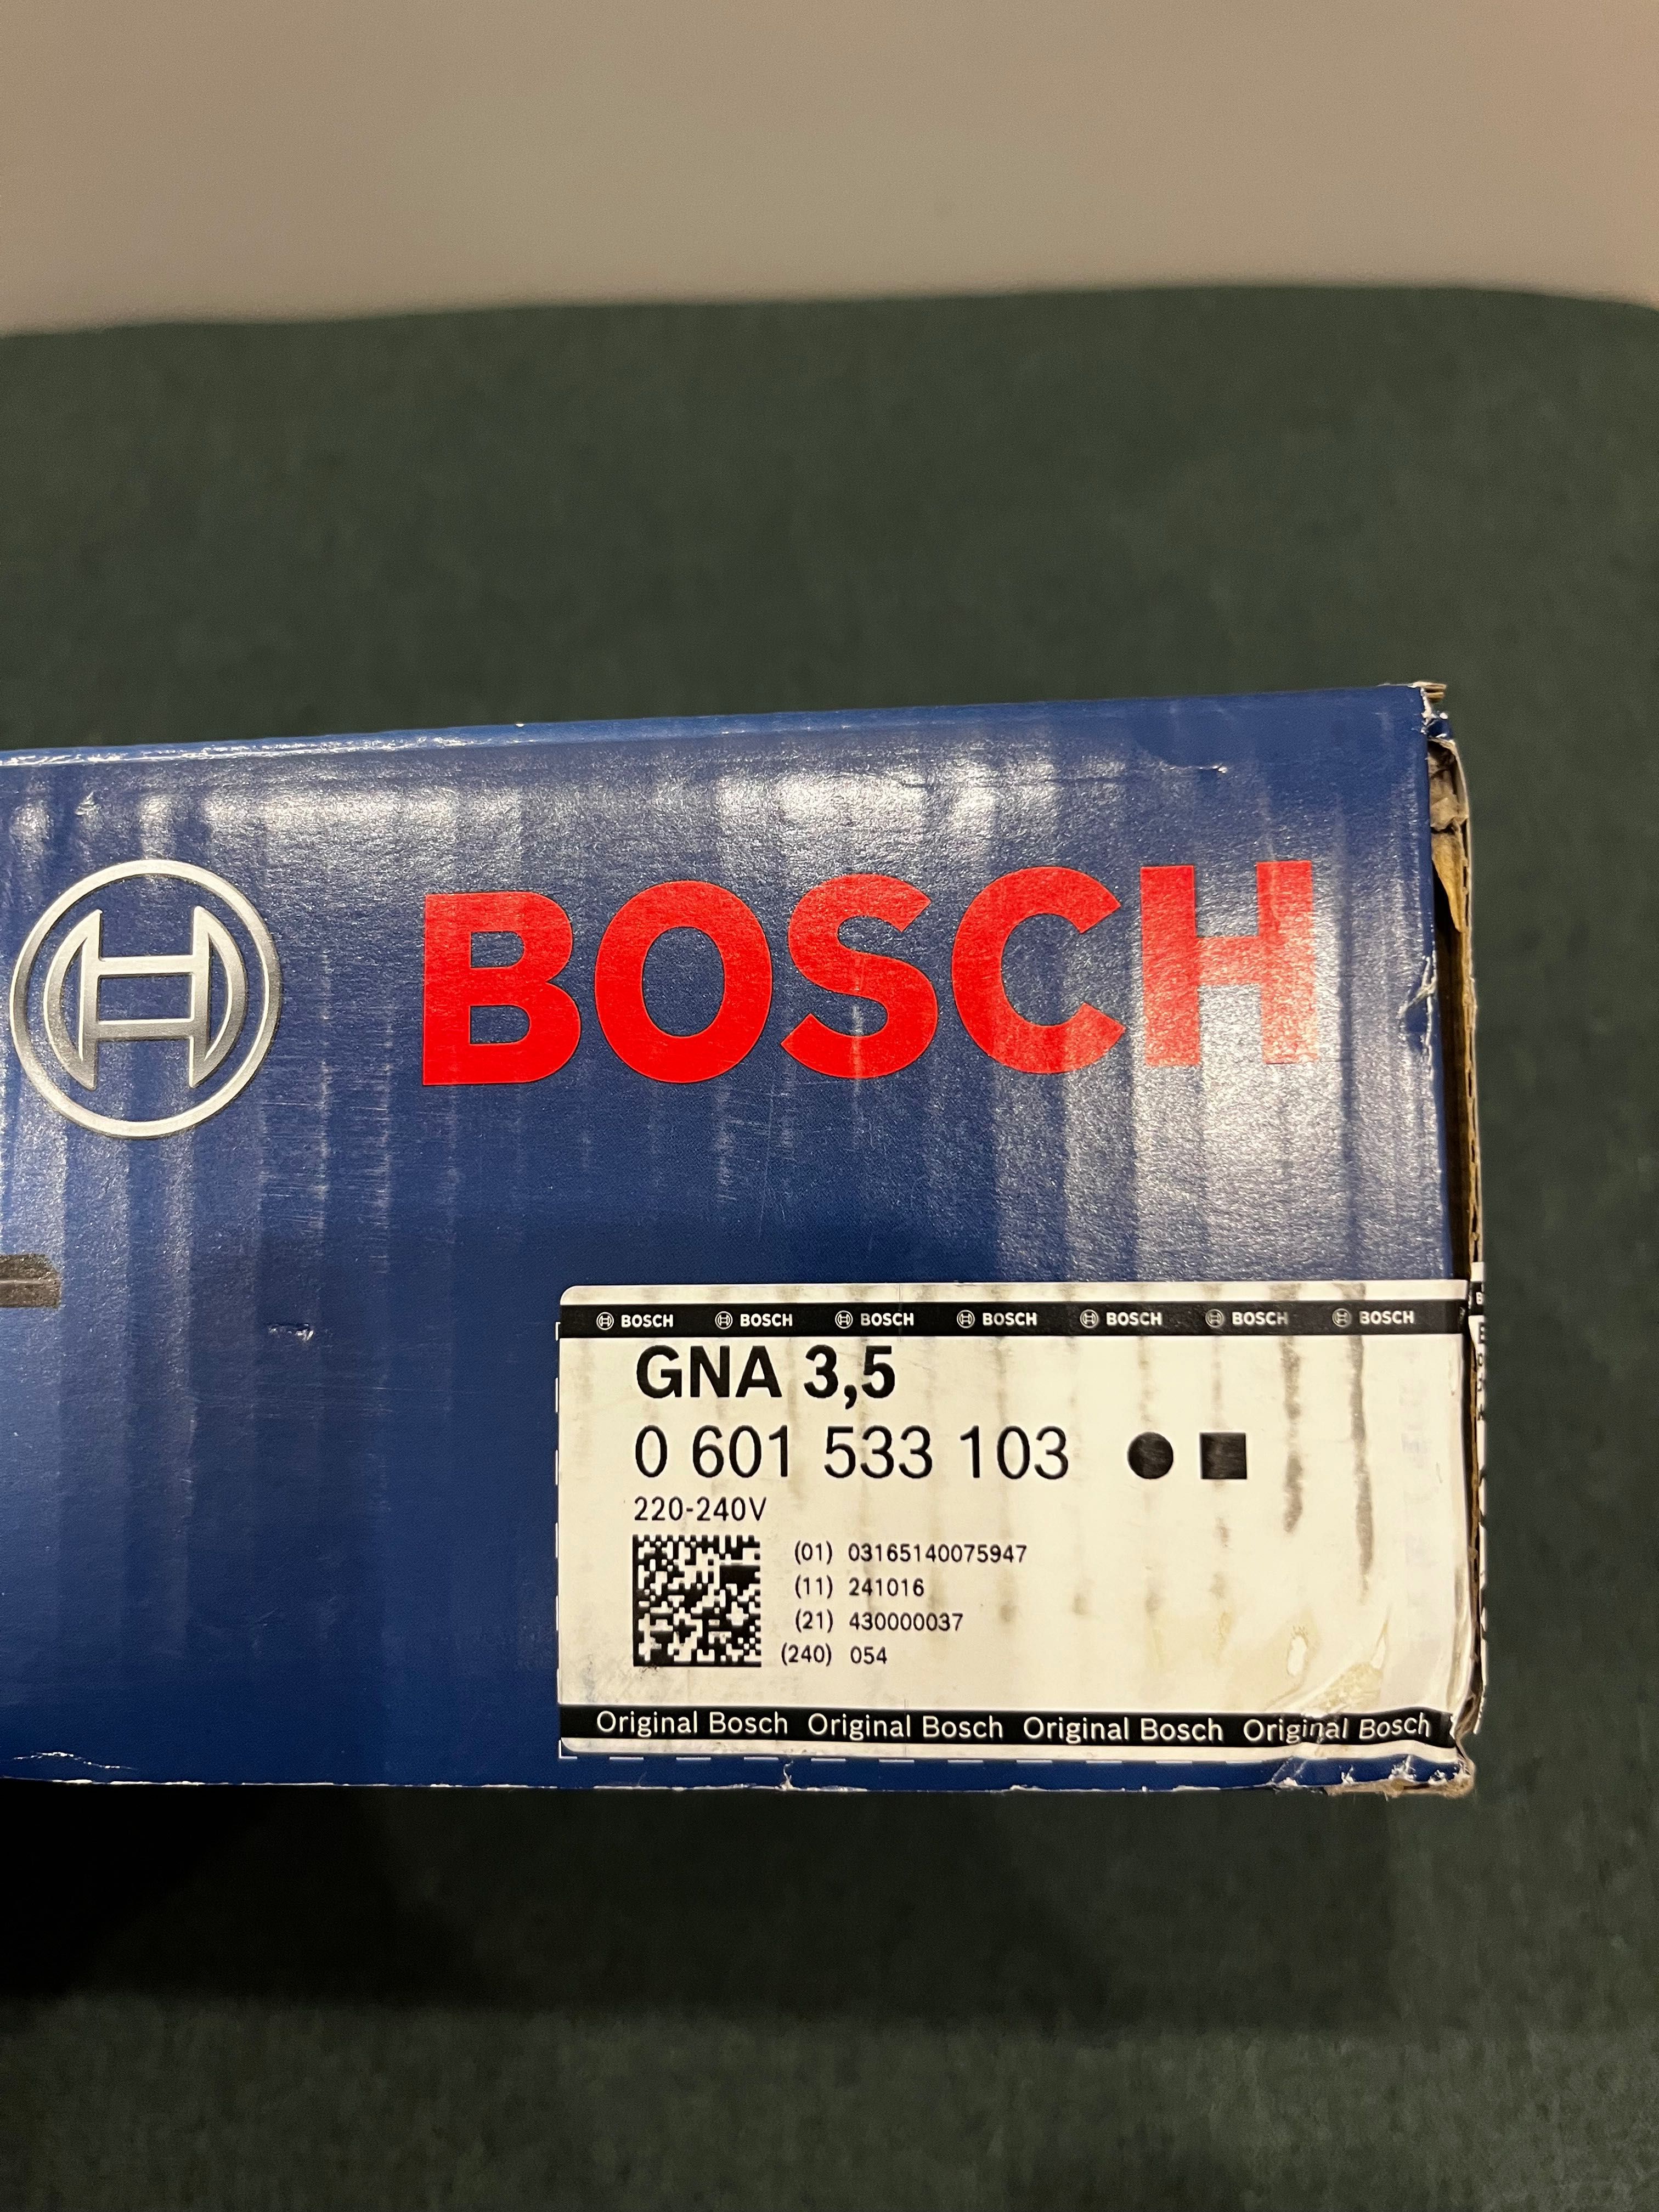 BOSCH
BOSCH BOSCH BOSCH BOSCH BOSCH BOSCH BOSCH
GNA 3,5
0 601 533 103
220-240V
(01) 03165140075947
(11) 241016
(21) 430000037
(240) 054
Original Bosch Original Bosch Original Bosch Original Bosch